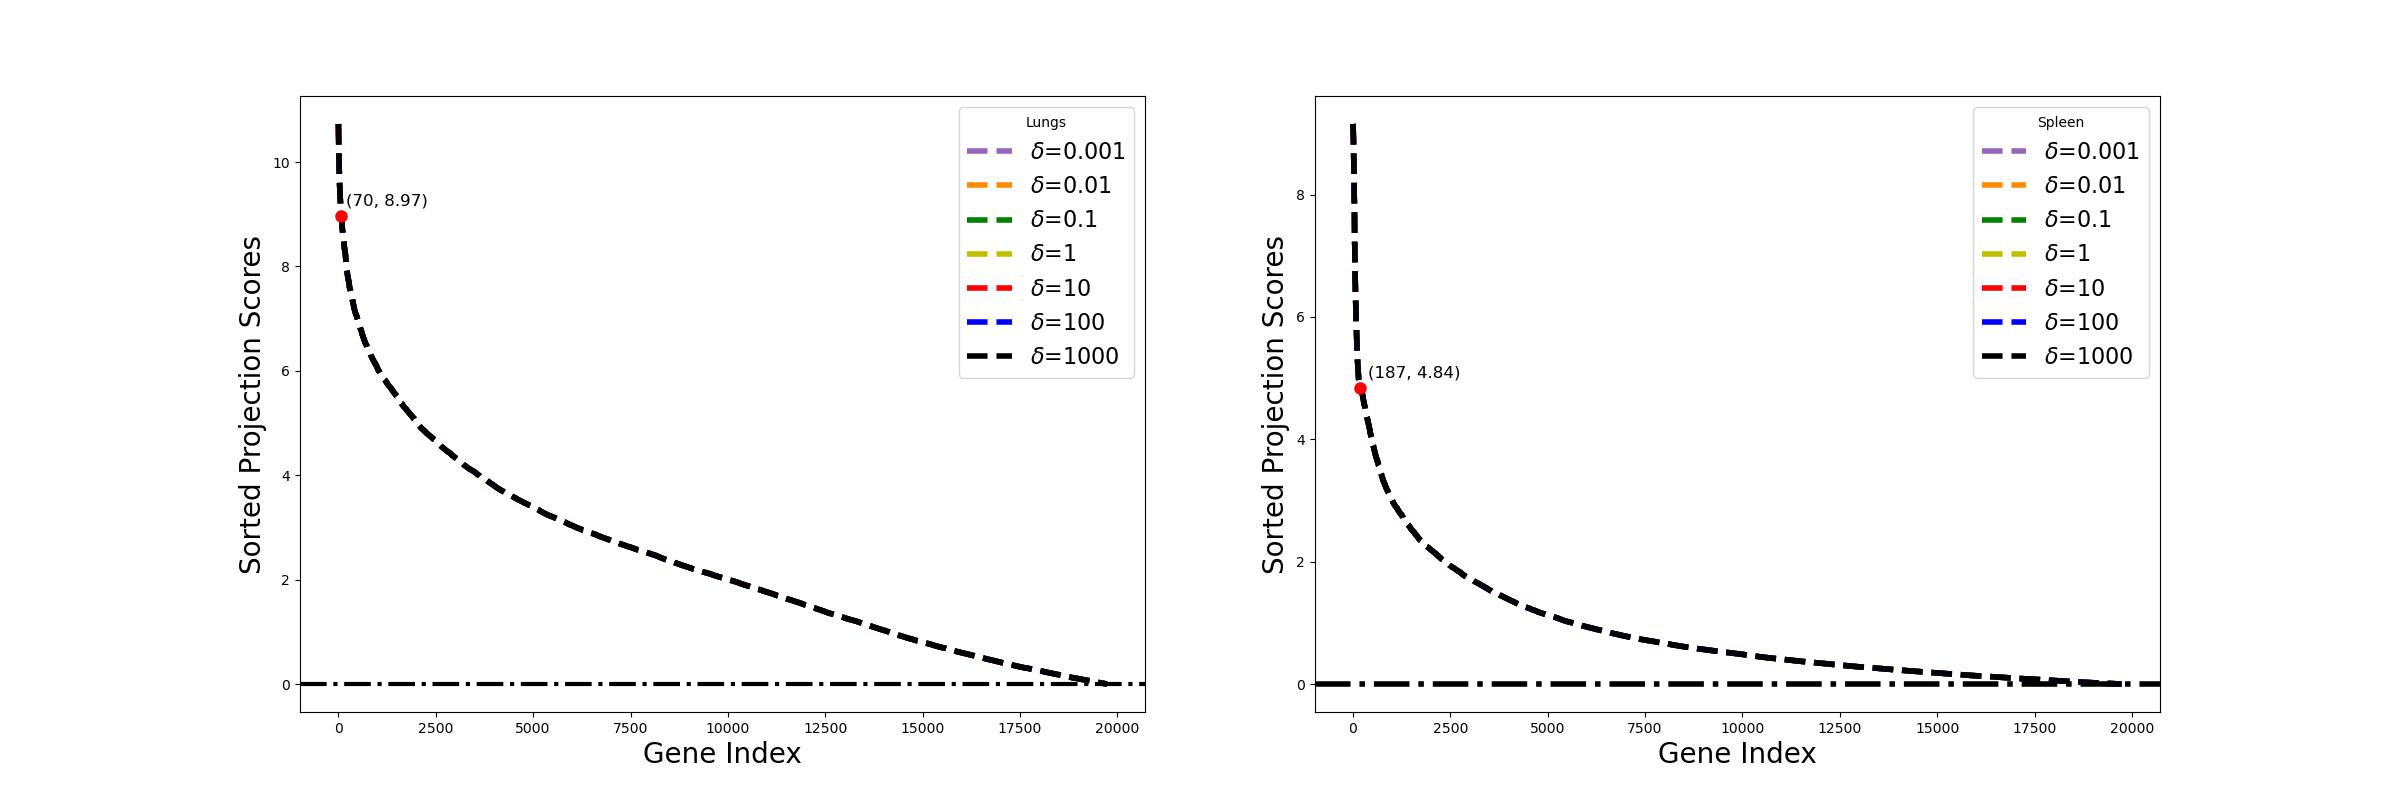 Lungs
δ=0.001
δ=0.01
δ=0.1
δ=1
δ=10
δ=100
δ=1000
(70, 8.97)
Sorted Projection Scores
10
8
6
4
2
0
0 2500 5000 7500 10000 12500 15000 17500 20000
Gene Index
Spleen
δ=0.001
δ=0.01
δ=0.1
δ=1
δ=10
δ=100
δ=1000
(187, 4.84)
Sorted Projection Scores
8
6
4
2
0
0 2500 5000 7500 10000 12500 15000 17500 20000
Gene Index